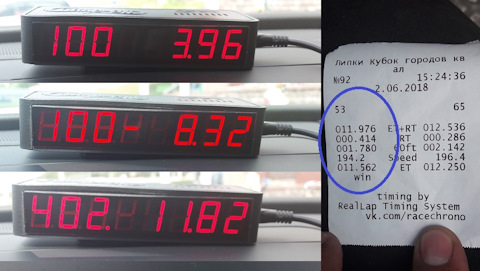 100 3.96
100- 8.32
402. 11.82
Липки Кубок городов кв
ал
№92 15:24:36
2.06.2018
53 65
011.976 ET+RT 012.536
000.414 RT 000.286
001.780 60ft 002.142
194.2 Speed 196.4
011.562 ET 012.250
win
timing by
RealLap Timing System
vk.com/racechrono